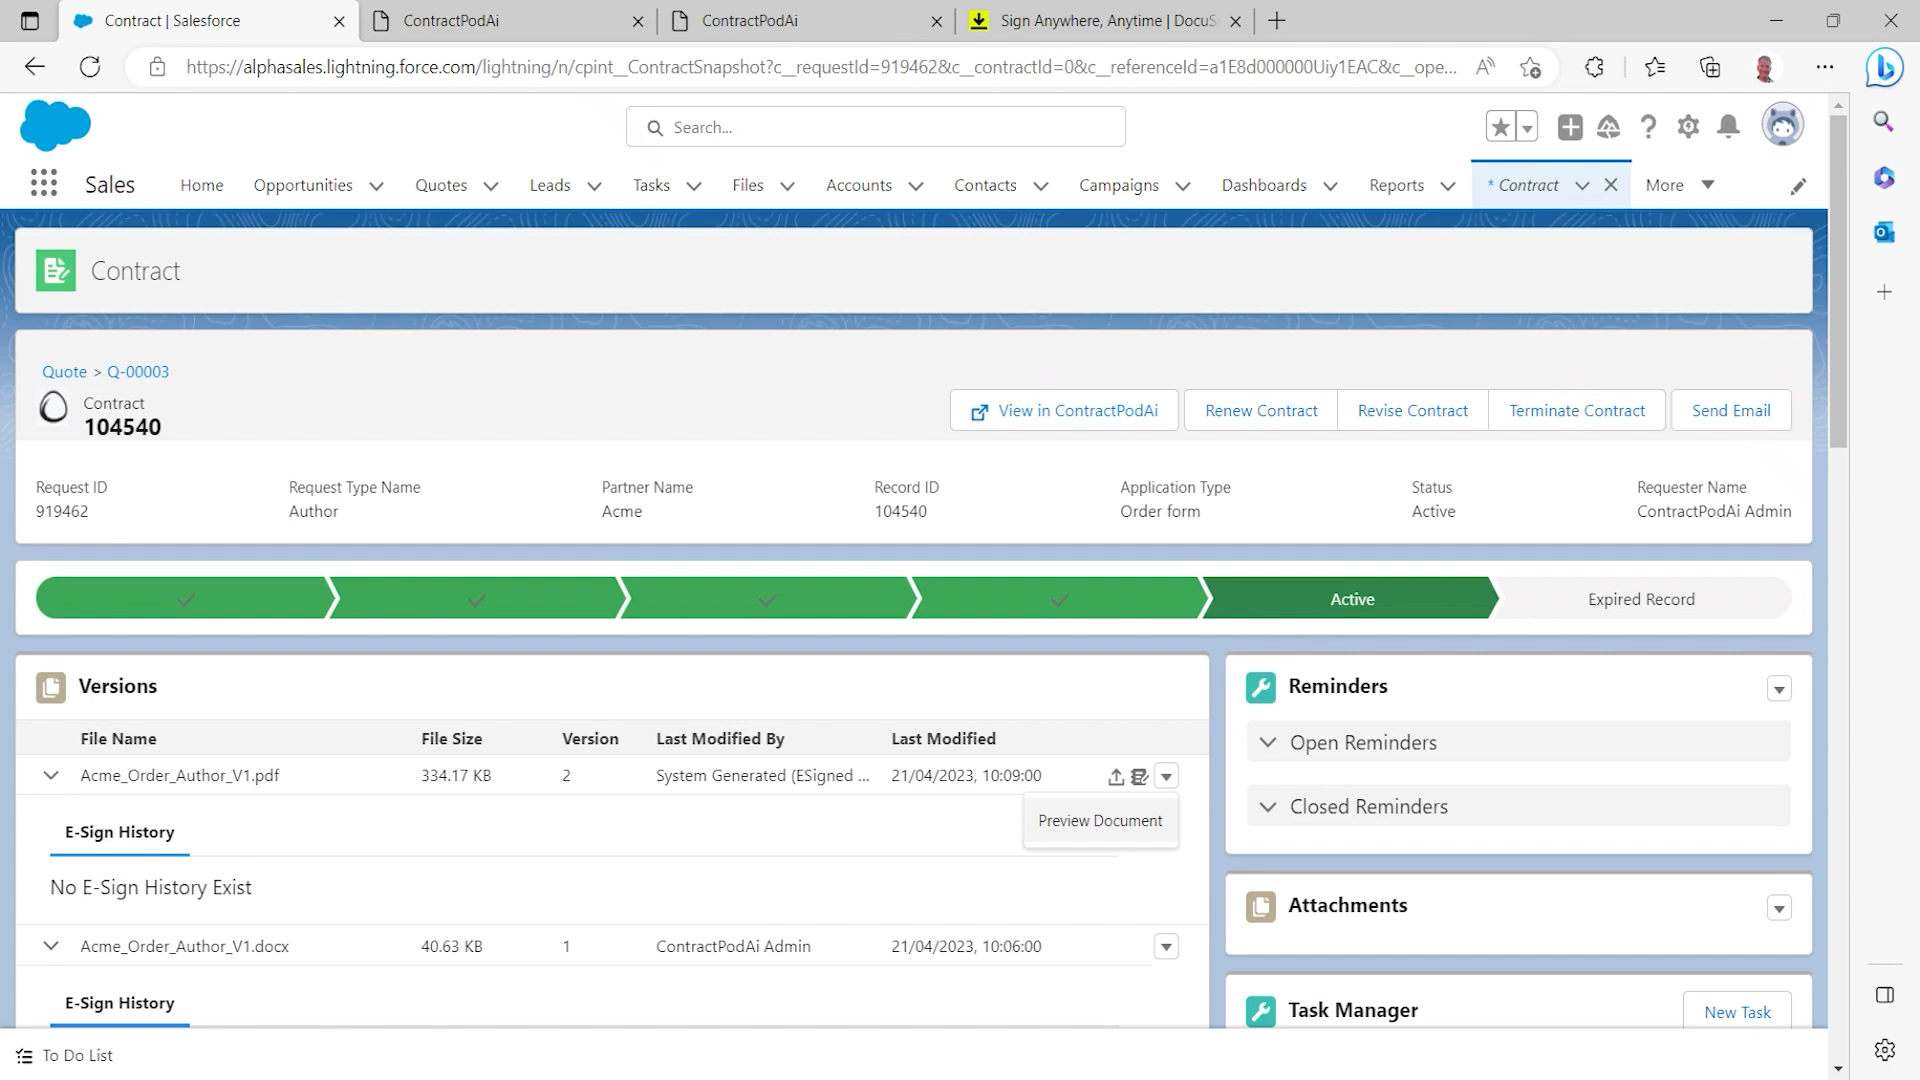 Contract | Salesforce
ContractPodAi
ContractPodAi
Sign Anywhere, Anytime | DocuS
https://alphasales.lightning.force.com/lightning/n/cpint__ContractSnapshot?c__requestId=919462&c__contractId=0&c__referenceId=a1E8d000000Uiy1EAC&c__ope...
Search...
Sales
Home
Opportunities
Quotes
Leads
Tasks
Files
Accounts
Contacts
Campaigns
Dashboards
Reports
* Contract
More
Contract
Quote > Q-00003
Contract
104540
View in ContractPodAi
Renew Contract
Revise Contract
Terminate Contract
Send Email
Request ID
919462
Request Type Name
Author
Partner Name
Acme
Record ID
104540
Application Type
Order form
Status
Active
Requester Name
ContractPodAi Admin
Active
Expired Record
Versions
File Name File Size Version Last Modified By Last Modified
Acme_Order_Author_V1.pdf 334.17 KB 2 System Generated (ESigned ... 21/04/2023, 10:09:00
Preview Document
E-Sign History
No E-Sign History Exist
Acme_Order_Author_V1.docx 40.63 KB 1 ContractPodAi Admin 21/04/2023, 10:06:00
E-Sign History
Reminders
Open Reminders
Closed Reminders
Attachments
Task Manager
New Task
To Do List